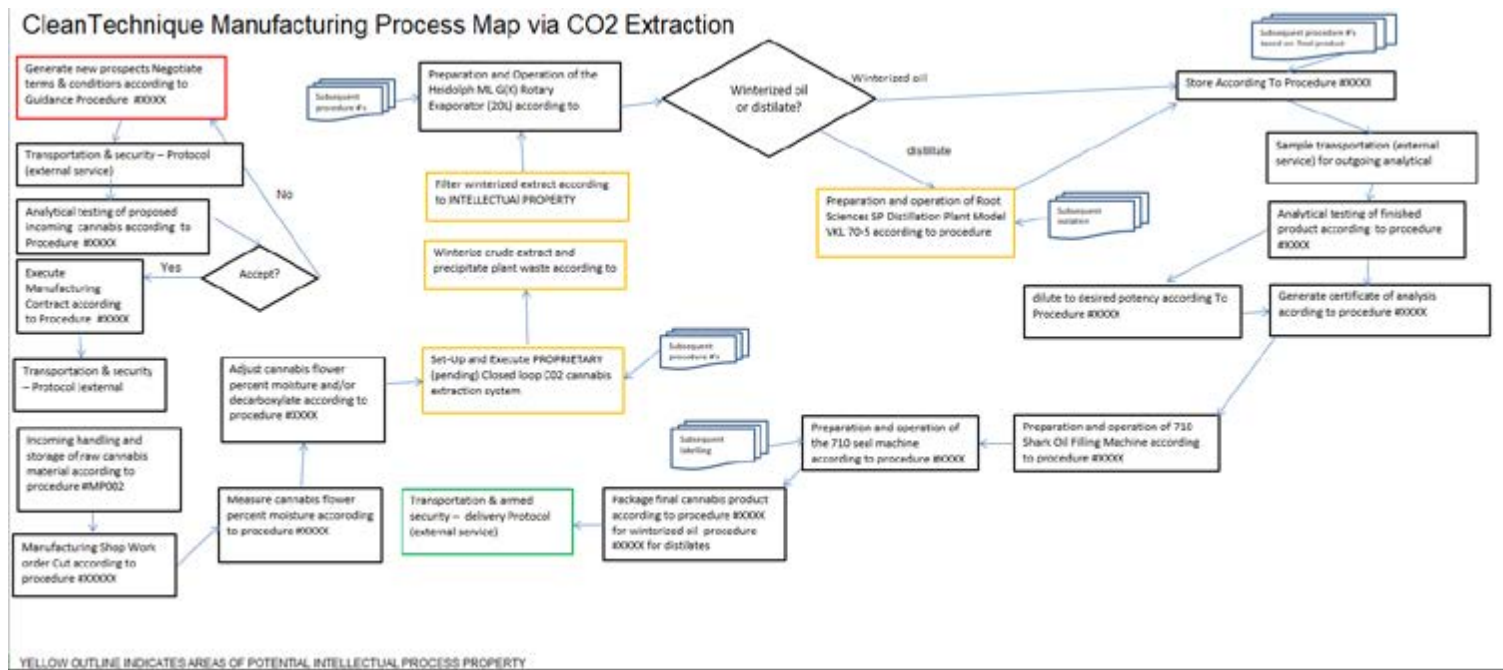 CleanTechnique Manufacturing Process Map via CO2 Extraction
Generate new prospects Negotiate
terms & conditions according to
Guidance Procedure #XXXX
Transportation & security – Protocol
(external service)
No
Analytical testing of proposed
incoming cannabis according to
Procedure #XXXX
Accept?
Yes
Execute
Manufacturing
Contract according
to Procedure #XXXX
Transportation & security
– Protocol (external
Incoming handling and
storage of raw cannabis
material according to
procedure #MP002
Manufacturing Shop Work
order Cut according to
procedure #XXXXX
Measure cannabis flower
percent moisture accoroding
to procedure #XXXX
Adjust cannabis flower
percent moisture and/or
decarboxylate according to
procedure #XXXX
Set-Up and Execute PROPRIETARY
(pending) Closed loop C02 cannabis
extraction system
Subsequent
procedure #'s
Winterize crude extract and
precipitate plant waste according to
Filter winterized extract according
to INTELLECTUAL PROPERTY
Preparation and Operation of the
Heidolph ML G(X) Rotary
Evaporator (20L) according to
Subsequent
procedure #'s
Winterized oil
or distilate?
Winterized oil
distillute
Preparation and operation of Root
Sciences SP Distillation Plant Model
VKL 70-5 according to procedure
Subsequent
isolation
Subsequent procedure #'s
based on final product
Store According To Procedure #XXXX
Sample transportation (external
service) for outgoing analytical
Analytical testing of finished
product according to procedure
#XXXX
dilute to desired potency according To
Procedure #XXXX
Generate certificate of analysis
acording to procedure #XXXX
Preparation and operation of 710
Shark Oil Filling Machine according
to procedure #XXXX
Preparation and operation of
the 710 seal machine
according to procedure #XXXX
Subsequent
labelling
Package final cannabis product
according to procedure #XXXX
for winterized oil procedure
#XXXX for distilates
Transportation & armed
security – delivery Protocol
(external service)
YELLOW OUTLINE INDICATES AREAS OF POTENTIAL INTELLECTUAL PROCESS PROPERTY